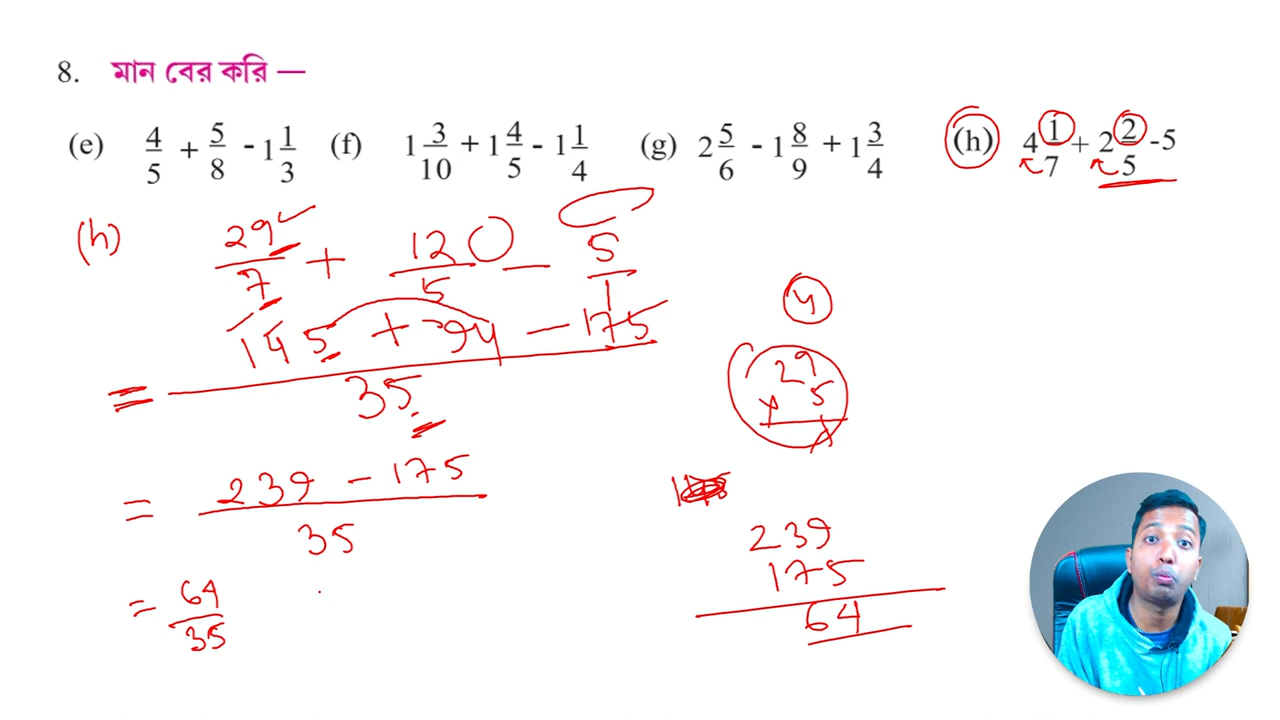 8. মান বের করি —
(e) 4/5 + 5/8 - 1 1/3 (f) 1 3/10 + 1 4/5 - 1 1/4 (g) 2 5/6 - 1 8/9 + 1 3/4 (h) 4 1/7 + 2 2/5 - 5
(h) 29/7 + 12/5 - 5/1
4
= 145 + 94 - 175 / 35
29
x 5
= 239 - 175 / 35
239
175
64
= 64/35